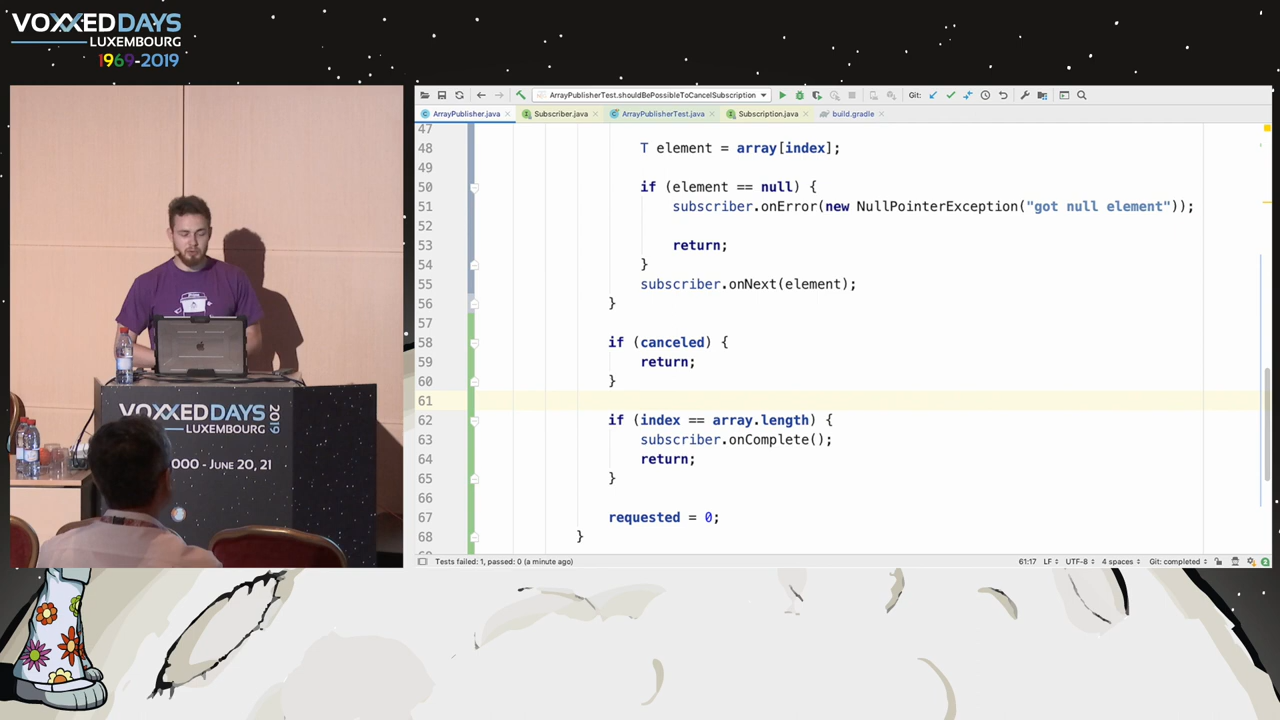 VOXXED DAYS
LUXEMBOURG
1969-2019
VOXXED DAYS 2019
LUXEMBOURG
000 - JUNE 20, 21
ArrayPublisherTest.shouldBePossibleToCancelSubscription
Git:
ArrayPublisher.java
Subscriber.java
ArrayPublisherTest.java
Subscription.java
build.gradle
47
48 T element = array[index];
49
50 if (element == null) {
51 subscriber.onError(new NullPointerException("got null element"));
52
53 return;
54 }
55 subscriber.onNext(element);
56 }
57
58 if (canceled) {
59 return;
60 }
61
62 if (index == array.length) {
63 subscriber.onComplete();
64 return;
65 }
66
67 requested = 0;
68 }
Tests failed: 1, passed: 0 (a minute ago)
61:17 LF UTF-8 4 spaces Git: completed